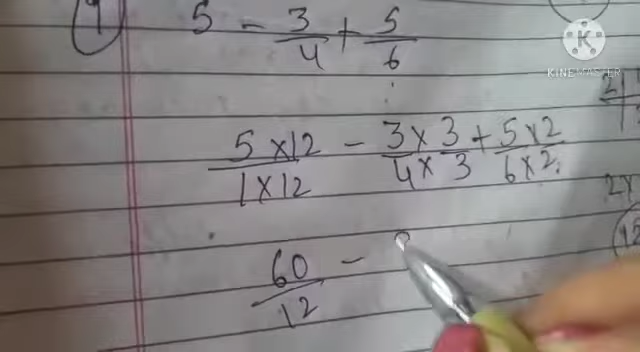 5 - 3/4 + 5/6
5×12/1×12 - 3×3/4×3 + 5×2/6×2
60/12 -
KINEMASTER